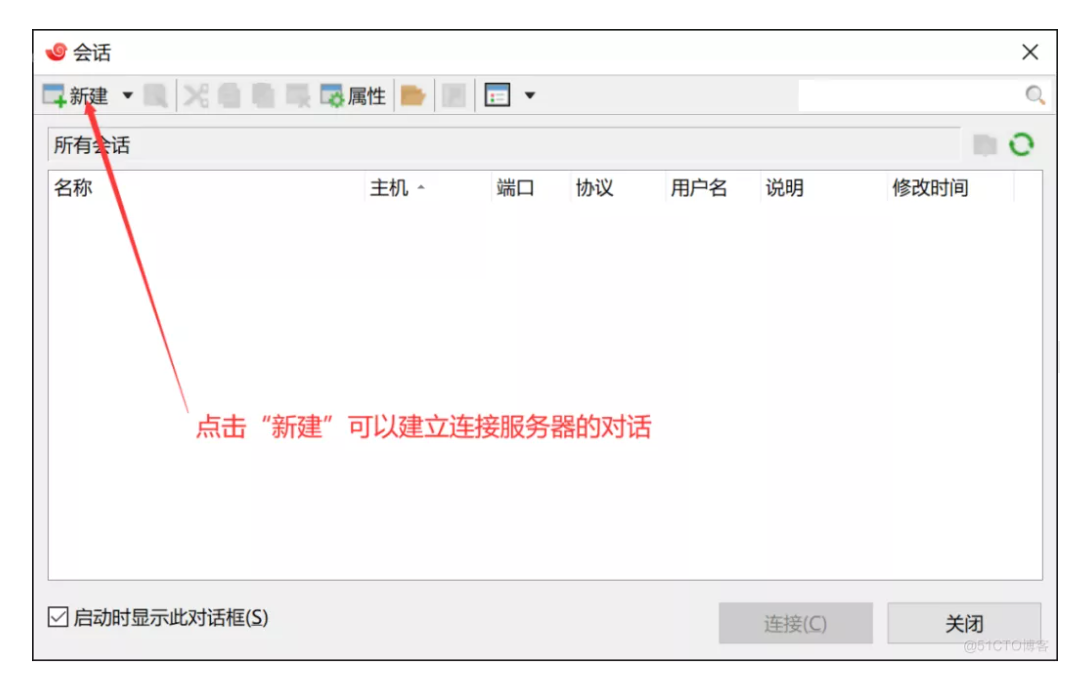 会话
新建 属性
所有会话
名称 主机 端口 协议 用户名 说明 修改时间
点击“新建”可以建立连接服务器的对话
启动时显示此对话框(S)
连接(C) 关闭
@51CTO博客